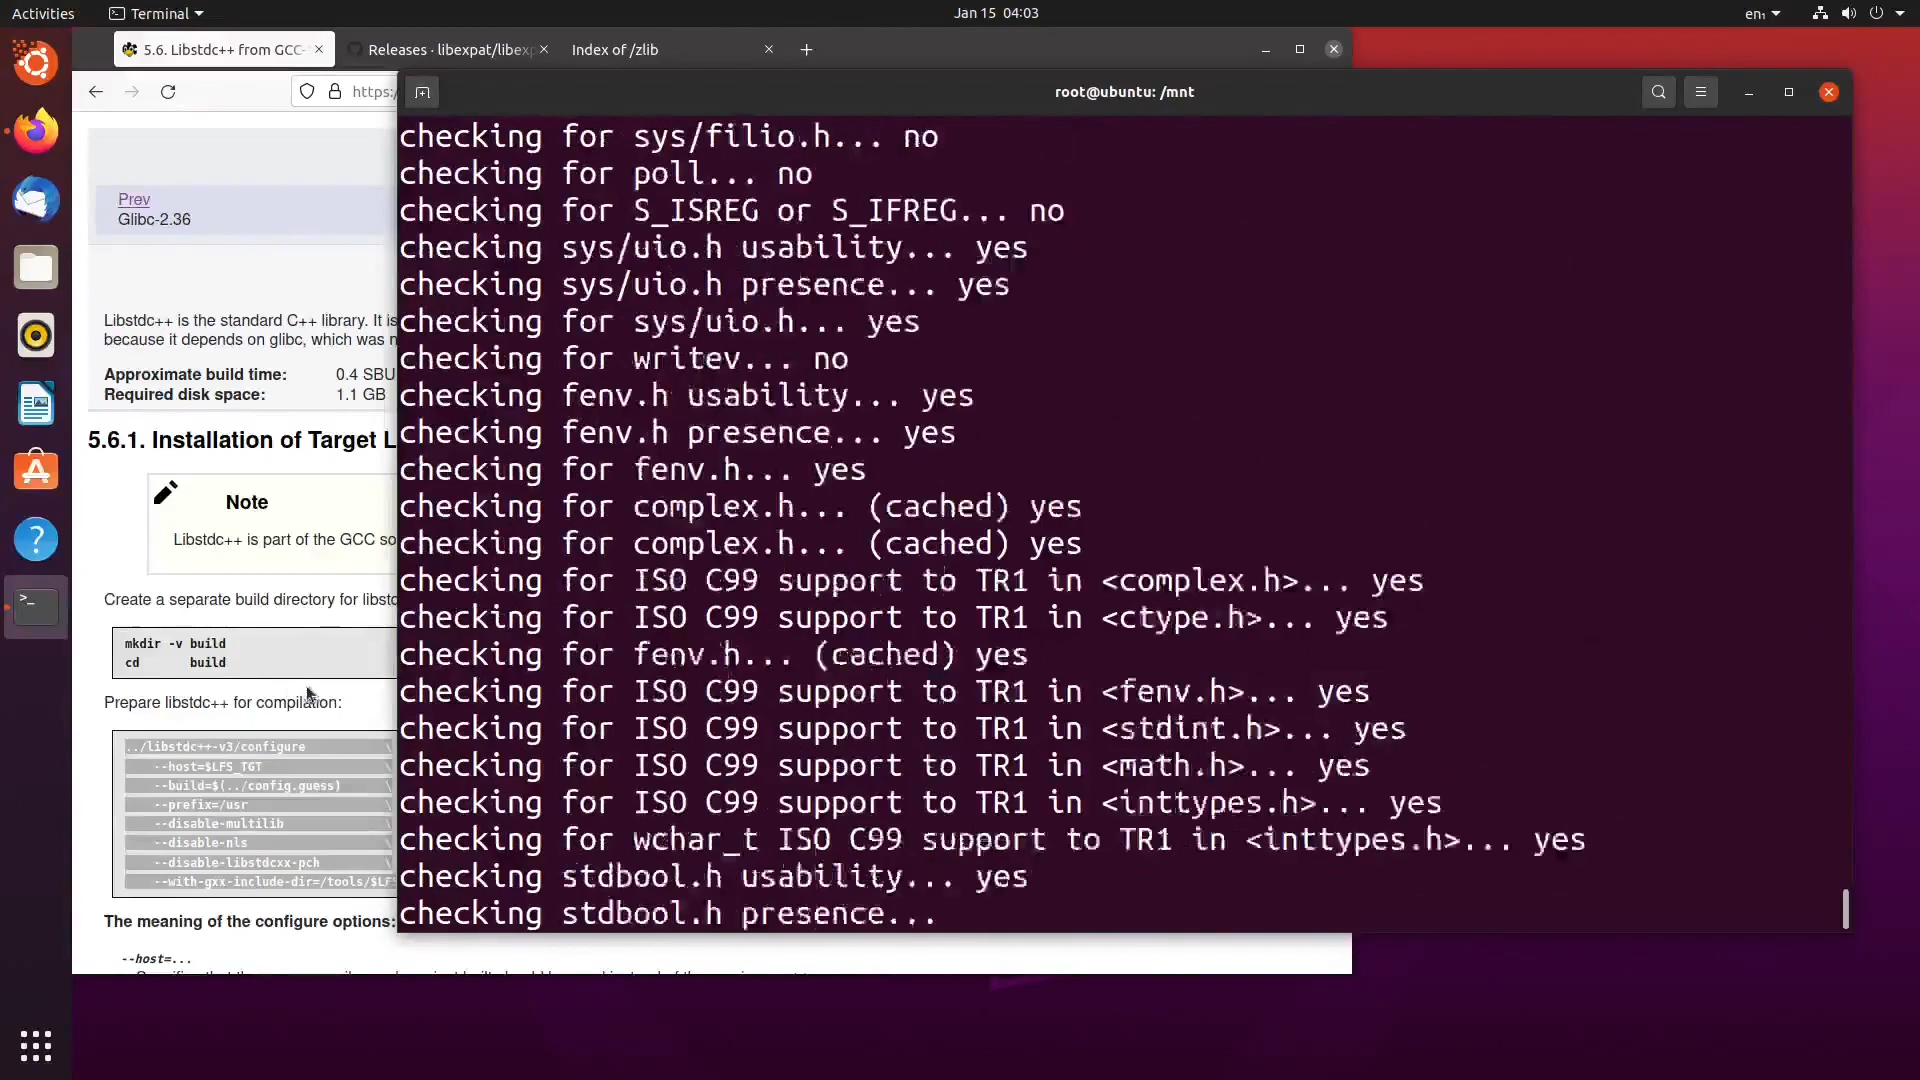 Activities
Terminal
Jan 15 04:03
en₁
5.6. Libstdc++ from GCC-
Releases · libexpat/libexp
Index of /zlib
https:/
root@ubuntu: /mnt
Prev
Glibc-2.36
Libstdc++ is the standard C++ library. It is
because it depends on glibc, which was n
Approximate build time: 0.4 SBU
Required disk space: 1.1 GB
5.6.1. Installation of Target L
Note
Libstdc++ is part of the GCC so
Create a separate build directory for libstd
mkdir -v build
cd build
Prepare libstdc++ for compilation:
../libstdc++-v3/configure \
--host=$LFS_TGT \
--build=$(../config.guess) \
--prefix=/usr \
--disable-multilib \
--disable-nls \
--disable-libstdcxx-pch \
--with-gxx-include-dir=/tools/$LFS
The meaning of the configure options:
--host=...
checking for sys/filio.h... no
checking for poll... no
checking for S_ISREG or S_IFREG... no
checking sys/uio.h usability... yes
checking sys/uio.h presence... yes
checking for sys/uio.h... yes
checking for writev... no
checking fenv.h usability... yes
checking fenv.h presence... yes
checking for fenv.h... yes
checking for complex.h... (cached) yes
checking for complex.h... (cached) yes
checking for ISO C99 support to TR1 in <complex.h>... yes
checking for ISO C99 support to TR1 in <ctype.h>... yes
checking for fenv.h... (cached) yes
checking for ISO C99 support to TR1 in <fenv.h>... yes
checking for ISO C99 support to TR1 in <stdint.h>... yes
checking for ISO C99 support to TR1 in <math.h>... yes
checking for ISO C99 support to TR1 in <inttypes.h>... yes
checking for wchar_t ISO C99 support to TR1 in <inttypes.h>... yes
checking stdbool.h usability... yes
checking stdbool.h presence...